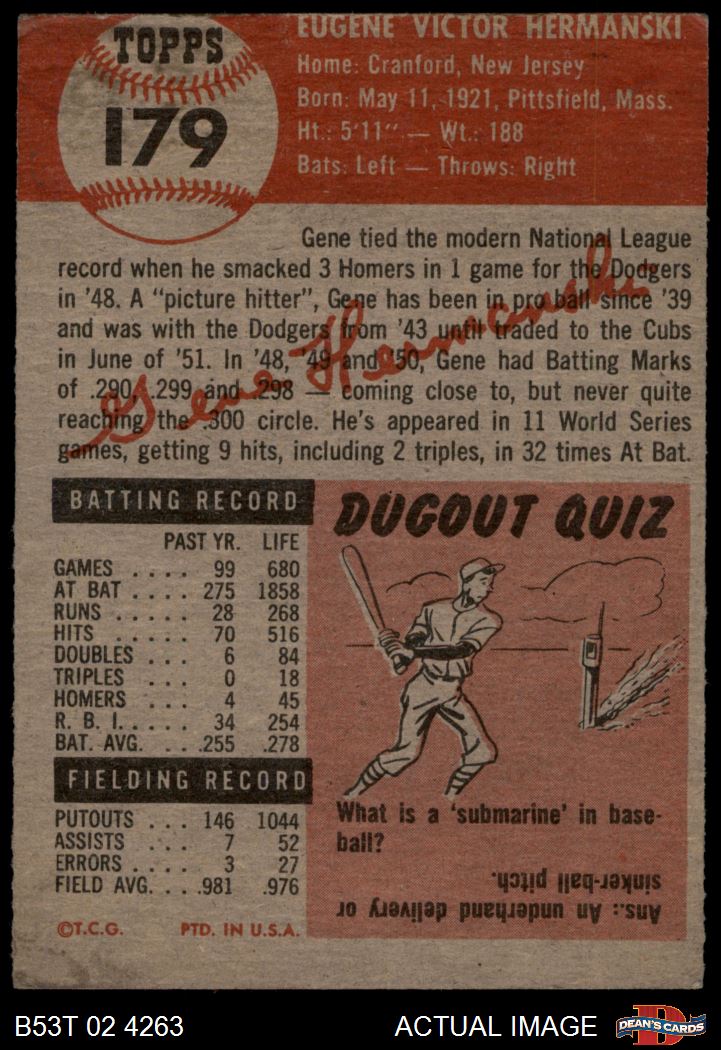 TOPPS
179
EUGENE VICTOR HERMANSKI
Home: Cranford, New Jersey
Born: May 11, 1921, Pittsfield, Mass.
Ht.: 5'11" — Wt.: 188
Bats: Left — Throws: Right
Gene tied the modern National League
record when he smacked 3 Homers in 1 game for the Dodgers
in '48. A "picture hitter", Gene has been in pro ball since '39
and was with the Dodgers from '43 until traded to the Cubs
in June of '51. In '48, '49 and '50, Gene had Batting Marks
of .290, .299 and .298 — coming close to, but never quite
reaching the .300 circle. He's appeared in 11 World Series
games, getting 9 hits, including 2 triples, in 32 times At Bat.
Gene Hermanski
BATTING RECORD
PAST YR. LIFE
GAMES .... 99 680
AT BAT .... 275 1858
RUNS ..... 28 268
HITS ..... 70 516
DOUBLES ... 6 84
TRIPLES ... 0 18
HOMERS ... 4 45
R. B. I. .... 34 254
BAT. AVG. ... .255 .278
FIELDING RECORD
PUTOUTS ... 146 1044
ASSISTS ... 7 52
ERRORS .... 3 27
FIELD AVG. ... .981 .976
©T.C.G. PTD. IN U.S.A.
DUGOUT QUIZ
What is a 'submarine' in base-
ball?
Ans.: An underhand delivery or
sinker-ball pitch.
B53T 02 4263
ACTUAL IMAGE
D
DEAN'S CARDS